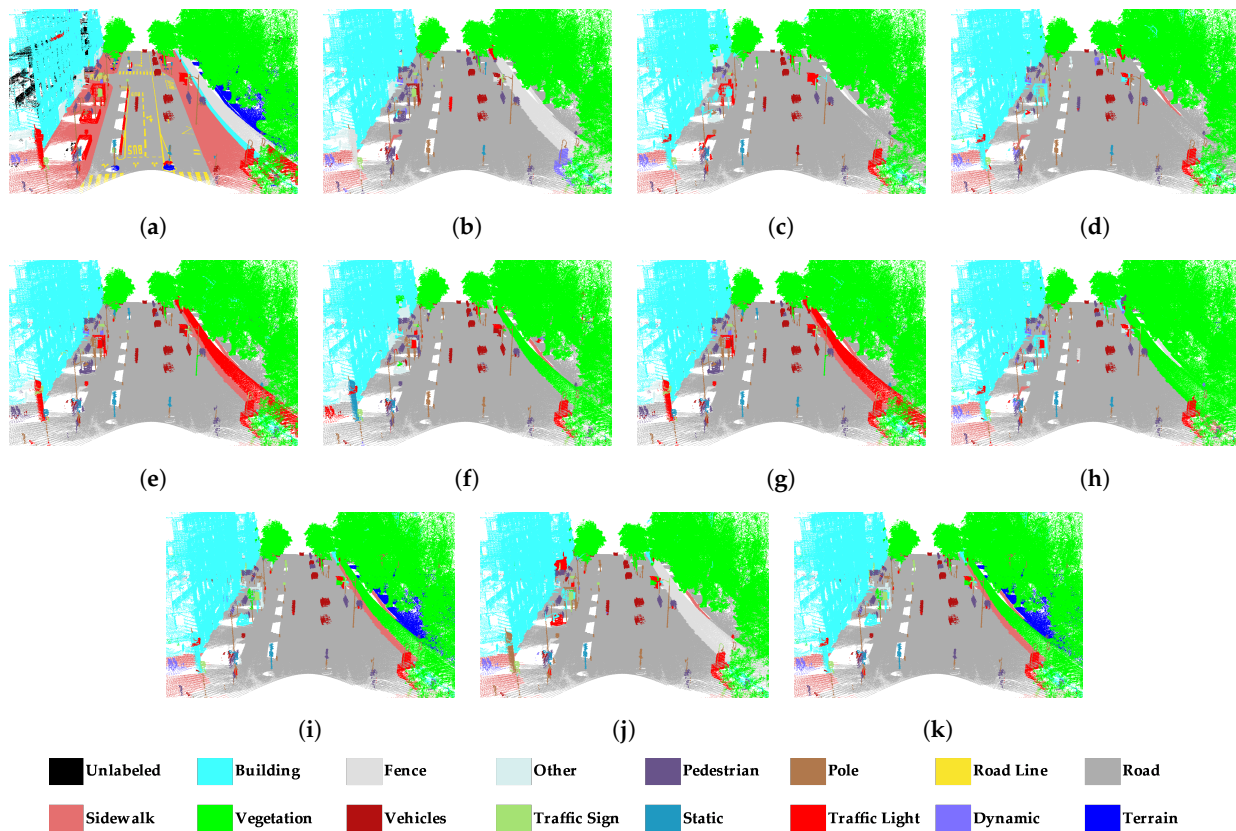 BUS
(a) (b) (c) (d)
(e) (f) (g) (h)
(i) (j) (k)
Unlabeled Building Fence Other Pedestrian Pole Road Line Road
Sidewalk Vegetation Vehicles Traffic Sign Static Traffic Light Dynamic Terrain